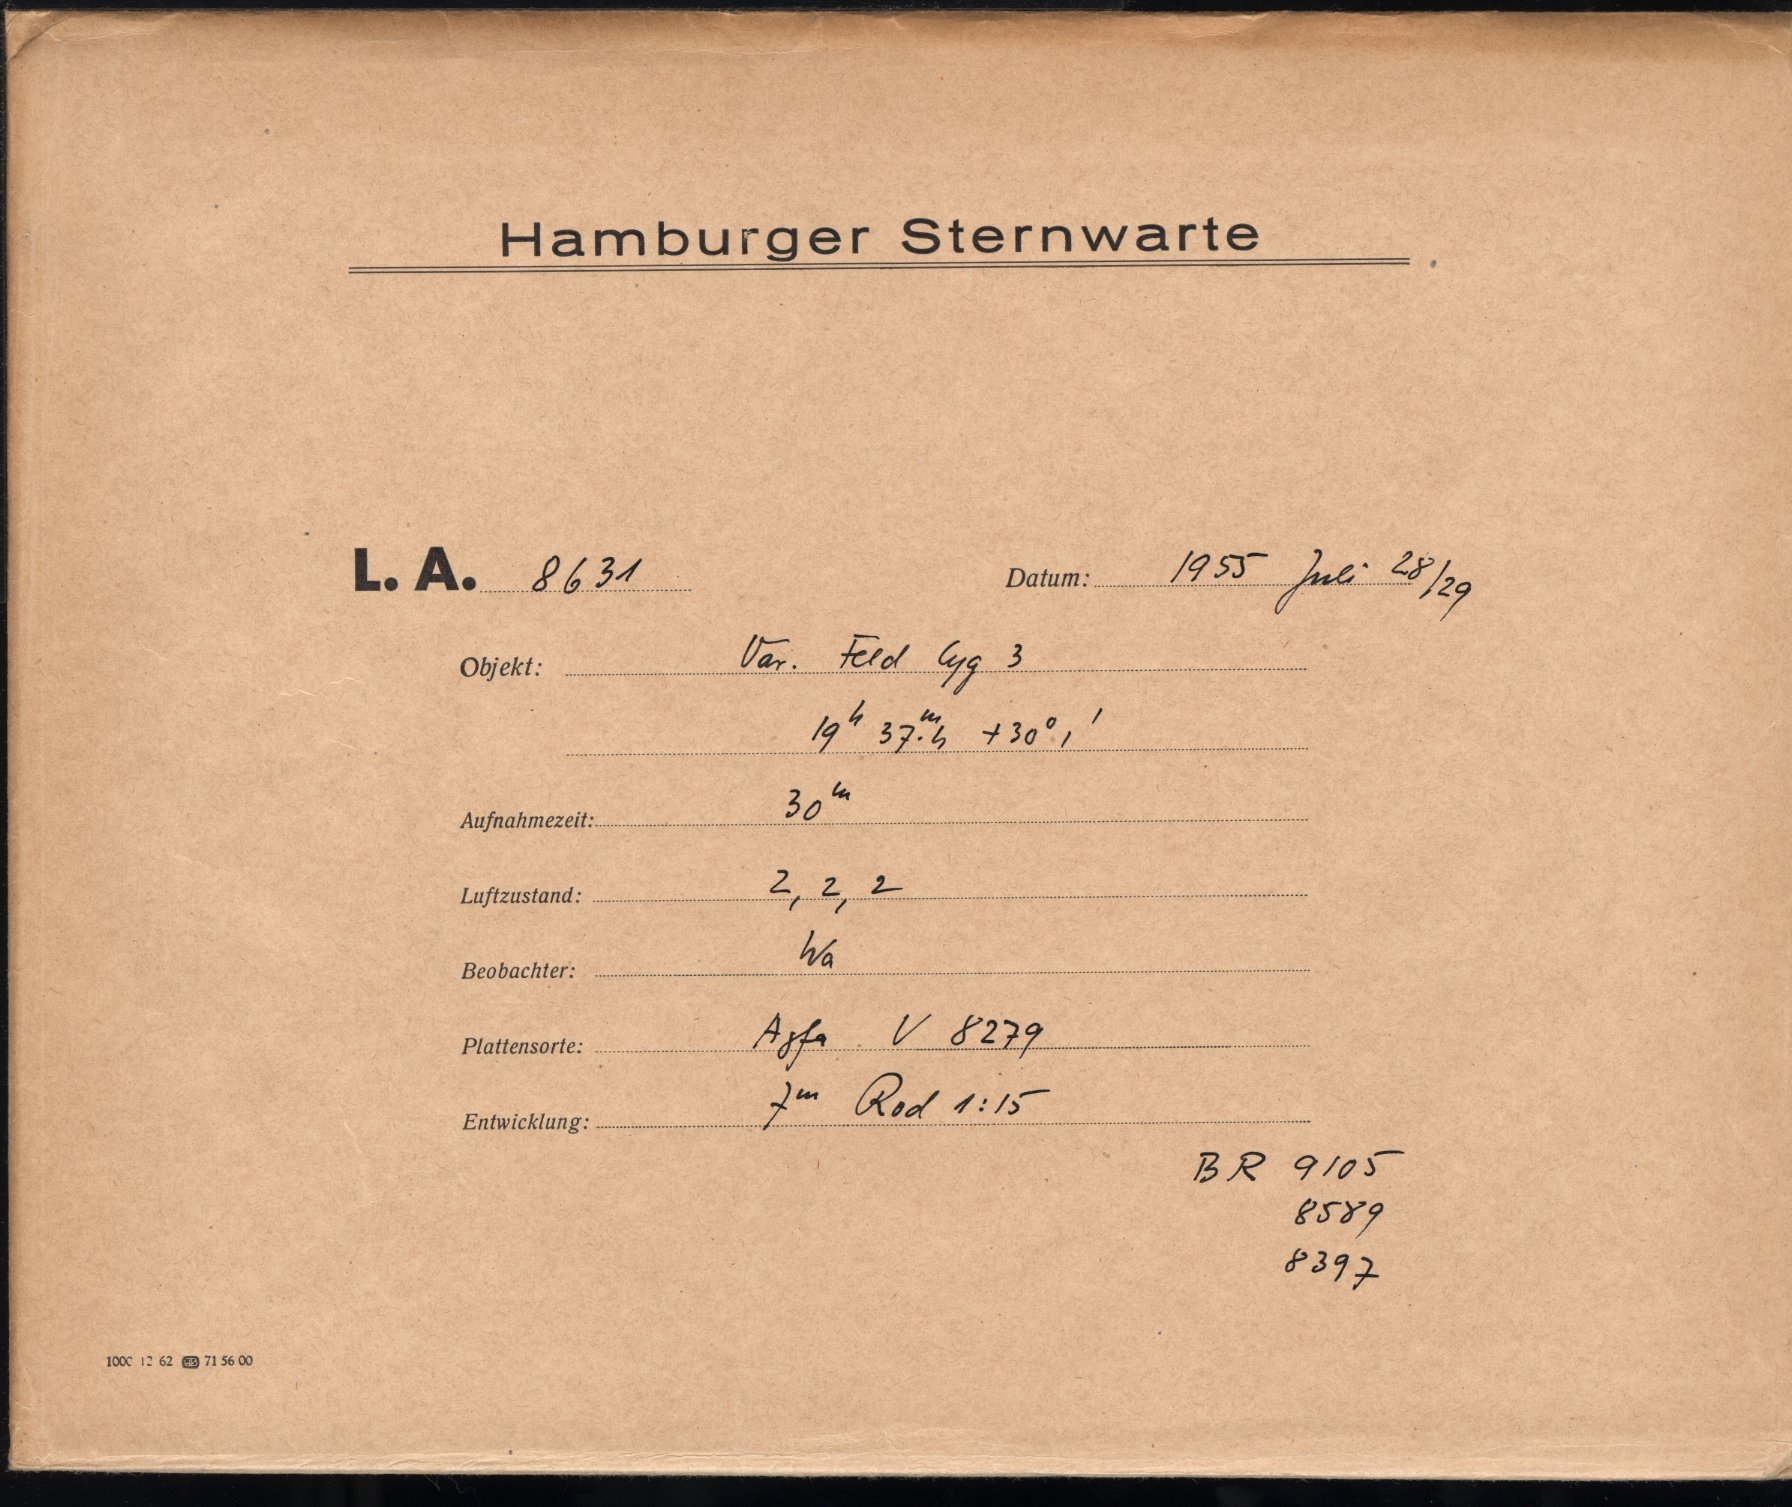 Hamburger Sternwarte
L. A. 8631 Datum: 1955 Juli 28/29
Objekt: Var. Feld Cyg 3
19ʰ 37ᵐ +30° 1'
Aufnahmezeit: 30ᵐ
Luftzustand: 2, 2, 2
Beobachter: Wa
Plattensorte: Agfa V 8279
Entwicklung: 7ᵐ Rod 1:15
BR 9105
8589
8397
1000 12 62 71 56 00